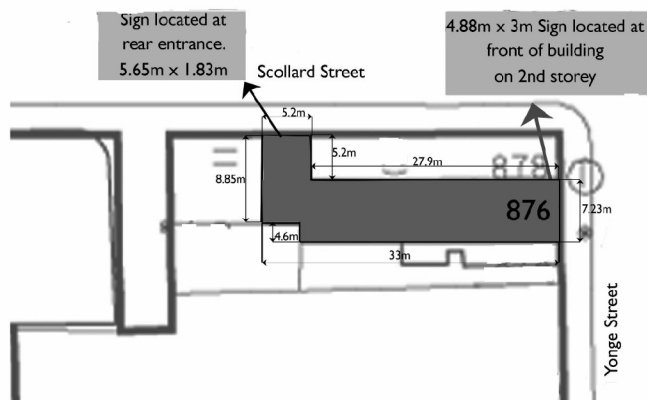 Sign located at
rear entrance.
5.65m x 1.83m
4.88m x 3m Sign located at
front of building
on 2nd storey
Scollard Street
5.2m
5.2m
27.9m
878
8.85m
876
7.23m
4.6m
33m
Yonge Street